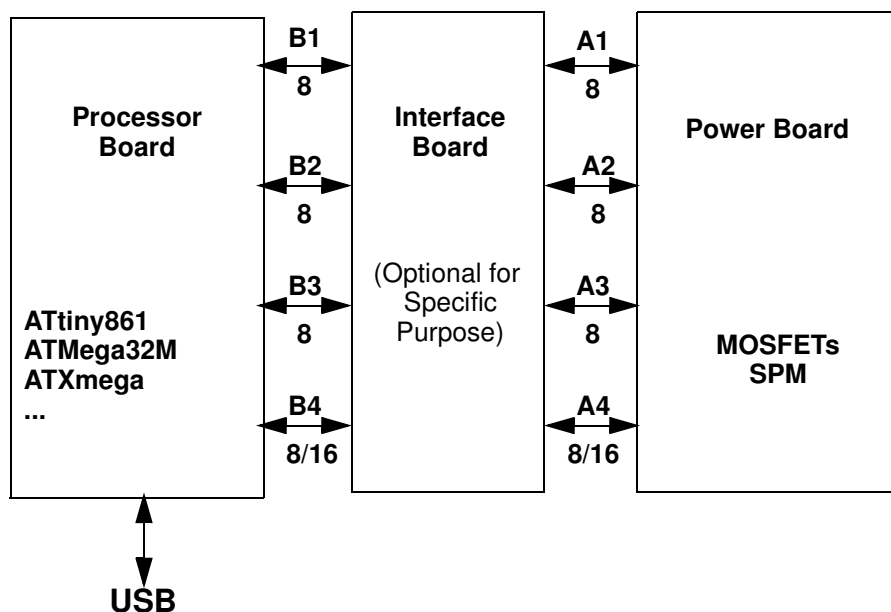 Processor
Board
ATtiny861
ATMega32M
ATXmega
...
B1
8
B2
8
B3
8
B4
8/16
Interface
Board
(Optional for
Specific
Purpose)
A1
8
A2
8
A3
8
A4
8/16
Power Board
MOSFETs
SPM
USB